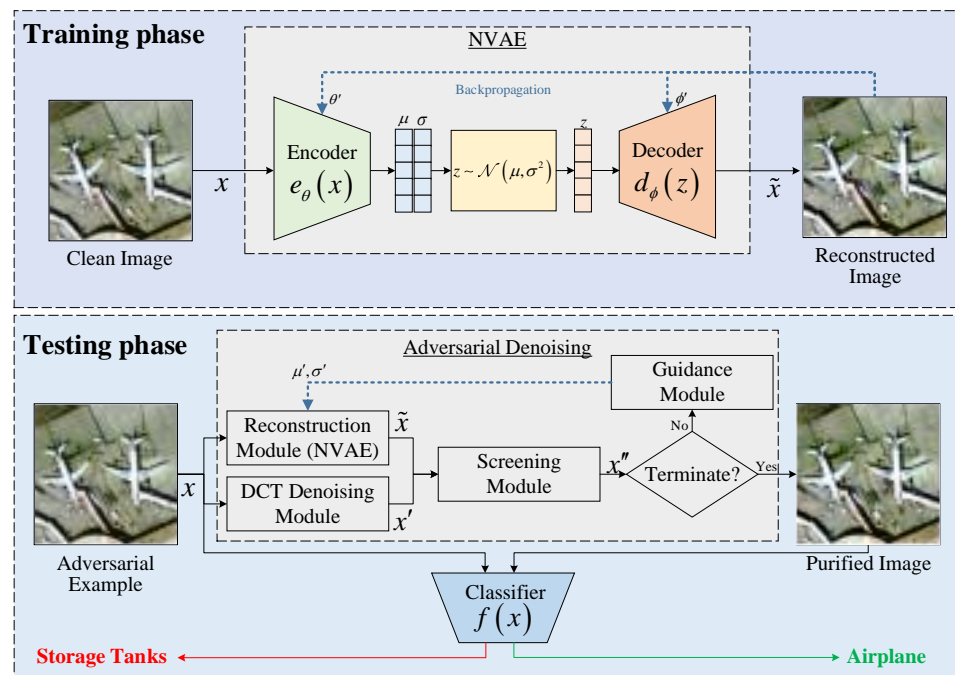 Training phase
NVAE
θ′
Backpropagation
ϕ′
μ σ
z
Encoder
e_θ(x)
z ~ 𝒩(μ,σ²)
Decoder
d_ϕ(z)
x
x̃
Clean Image
Reconstructed
Image
Testing phase
Adversarial Denoising
μ′,σ′
Guidance
Module
Reconstruction
Module (NVAE)
x̃
No
x
Screening
Module
x″
Terminate?
Yes
DCT Denoising
Module
x′
Adversarial
Example
Purified Image
Classifier
f(x)
Storage Tanks
Airplane